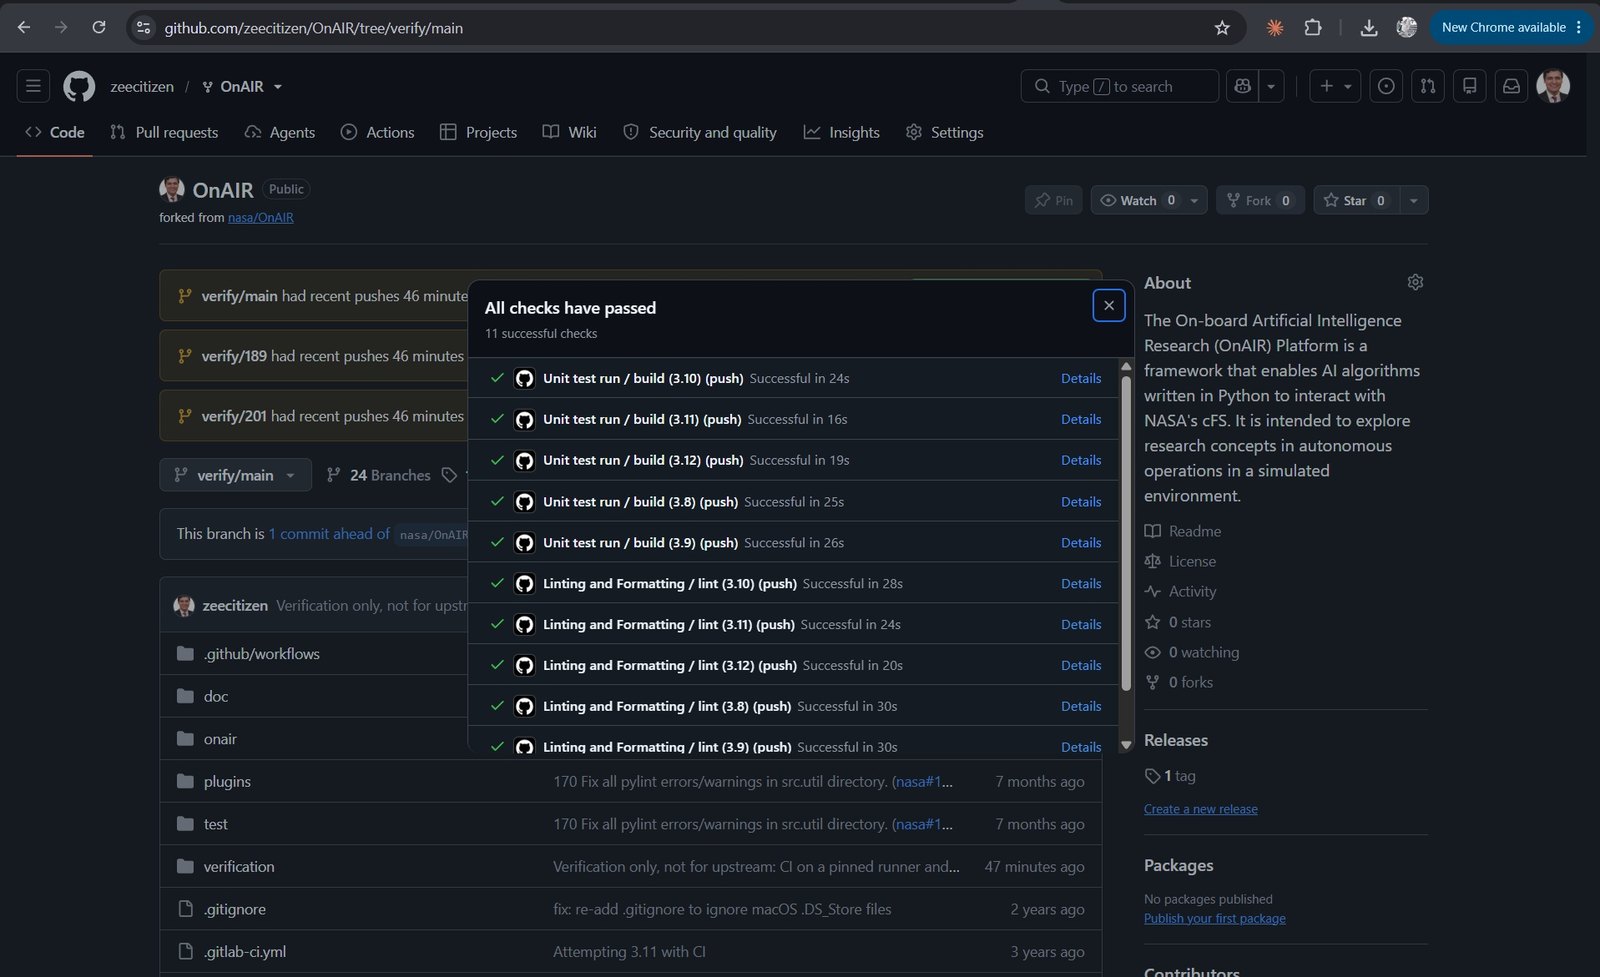 github.com/zeecitizen/OnAIR/tree/verify/main
New Chrome available
zeecitizen / OnAIR
Type / to search
Code
Pull requests
Agents
Actions
Projects
Wiki
Security and quality
Insights
Settings
OnAIR Public
forked from nasa/OnAIR
Pin
Watch 0
Fork 0
Star 0
verify/main had recent pushes 46 minute
verify/189 had recent pushes 46 minutes
verify/201 had recent pushes 46 minutes
verify/main
24 Branches
This branch is 1 commit ahead of nasa/OnAIR
zeecitizen Verification only, not for upstr
.github/workflows
doc
onair
plugins 170 Fix all pylint errors/warnings in src.util directory. (nasa#1... 7 months ago
test 170 Fix all pylint errors/warnings in src.util directory. (nasa#1... 7 months ago
verification Verification only, not for upstream: CI on a pinned runner and... 47 minutes ago
.gitignore fix: re-add .gitignore to ignore macOS .DS_Store files 2 years ago
.gitlab-ci.yml Attempting 3.11 with CI 3 years ago
All checks have passed
11 successful checks
Unit test run / build (3.10) (push) Successful in 24s Details
Unit test run / build (3.11) (push) Successful in 16s Details
Unit test run / build (3.12) (push) Successful in 19s Details
Unit test run / build (3.8) (push) Successful in 25s Details
Unit test run / build (3.9) (push) Successful in 26s Details
Linting and Formatting / lint (3.10) (push) Successful in 28s Details
Linting and Formatting / lint (3.11) (push) Successful in 24s Details
Linting and Formatting / lint (3.12) (push) Successful in 20s Details
Linting and Formatting / lint (3.8) (push) Successful in 30s Details
Linting and Formatting / lint (3.9) (push) Successful in 30s Details
About
The On-board Artificial Intelligence
Research (OnAIR) Platform is a
framework that enables AI algorithms
written in Python to interact with
NASA's cFS. It is intended to explore
research concepts in autonomous
operations in a simulated
environment.
Readme
License
Activity
0 stars
0 watching
0 forks
Releases
1 tag
Create a new release
Packages
No packages published
Publish your first package
Contributors